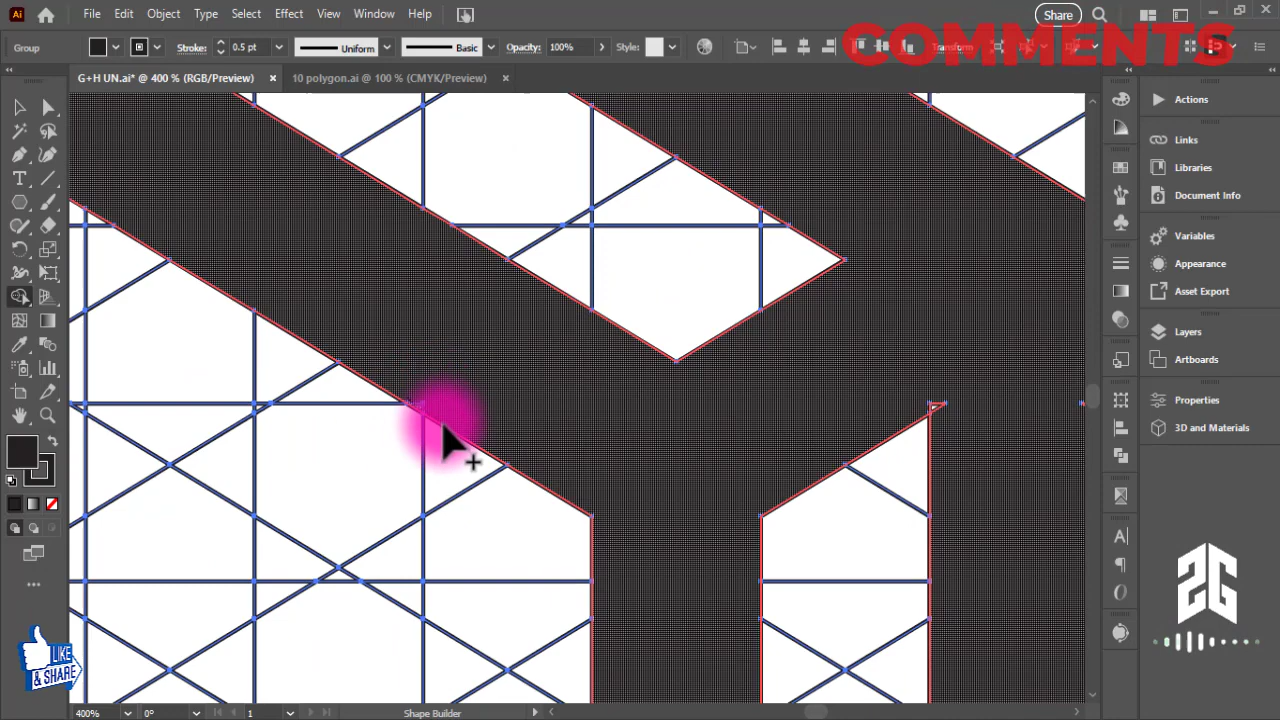 Ai File Edit Object Type Select Effect View Window Help Share
COMMENTS
Group Stroke: 0.5 pt Uniform Basic Opacity: 100% Style: Transform
G+H UN.ai* @ 400 % (RGB/Preview) × 10 polygon.ai @ 100 % (CMYK/Preview) ×
Actions
Links
Libraries
Document Info
Variables
Appearance
Asset Export
Layers
Artboards
Properties
3D and Materials
LIKE
& SHARE
2G
400% 0° 1 Shape Builder